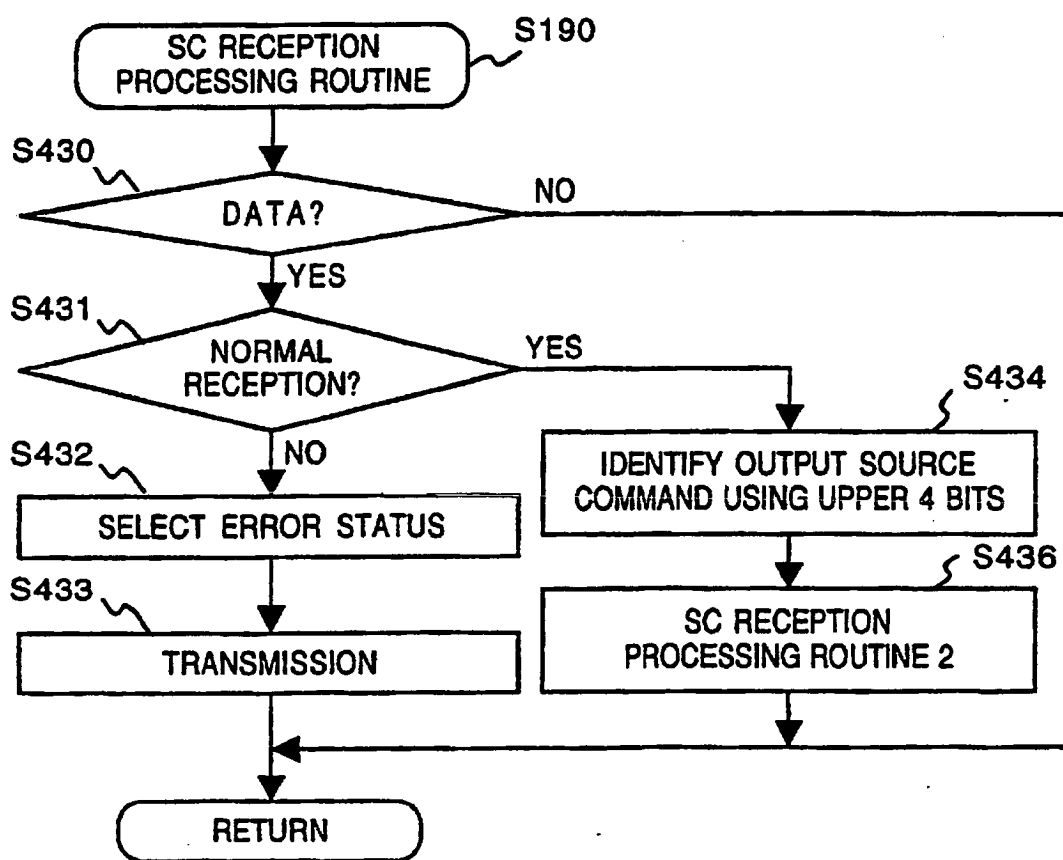 SC RECEPTION
PROCESSING ROUTINE
S190
S430
DATA?
NO
YES
S431
NORMAL
RECEPTION?
YES
NO
S434
IDENTIFY OUTPUT SOURCE
COMMAND USING UPPER 4 BITS
S432
SELECT ERROR STATUS
S436
SC RECEPTION
PROCESSING ROUTINE 2
S433
TRANSMISSION
RETURN